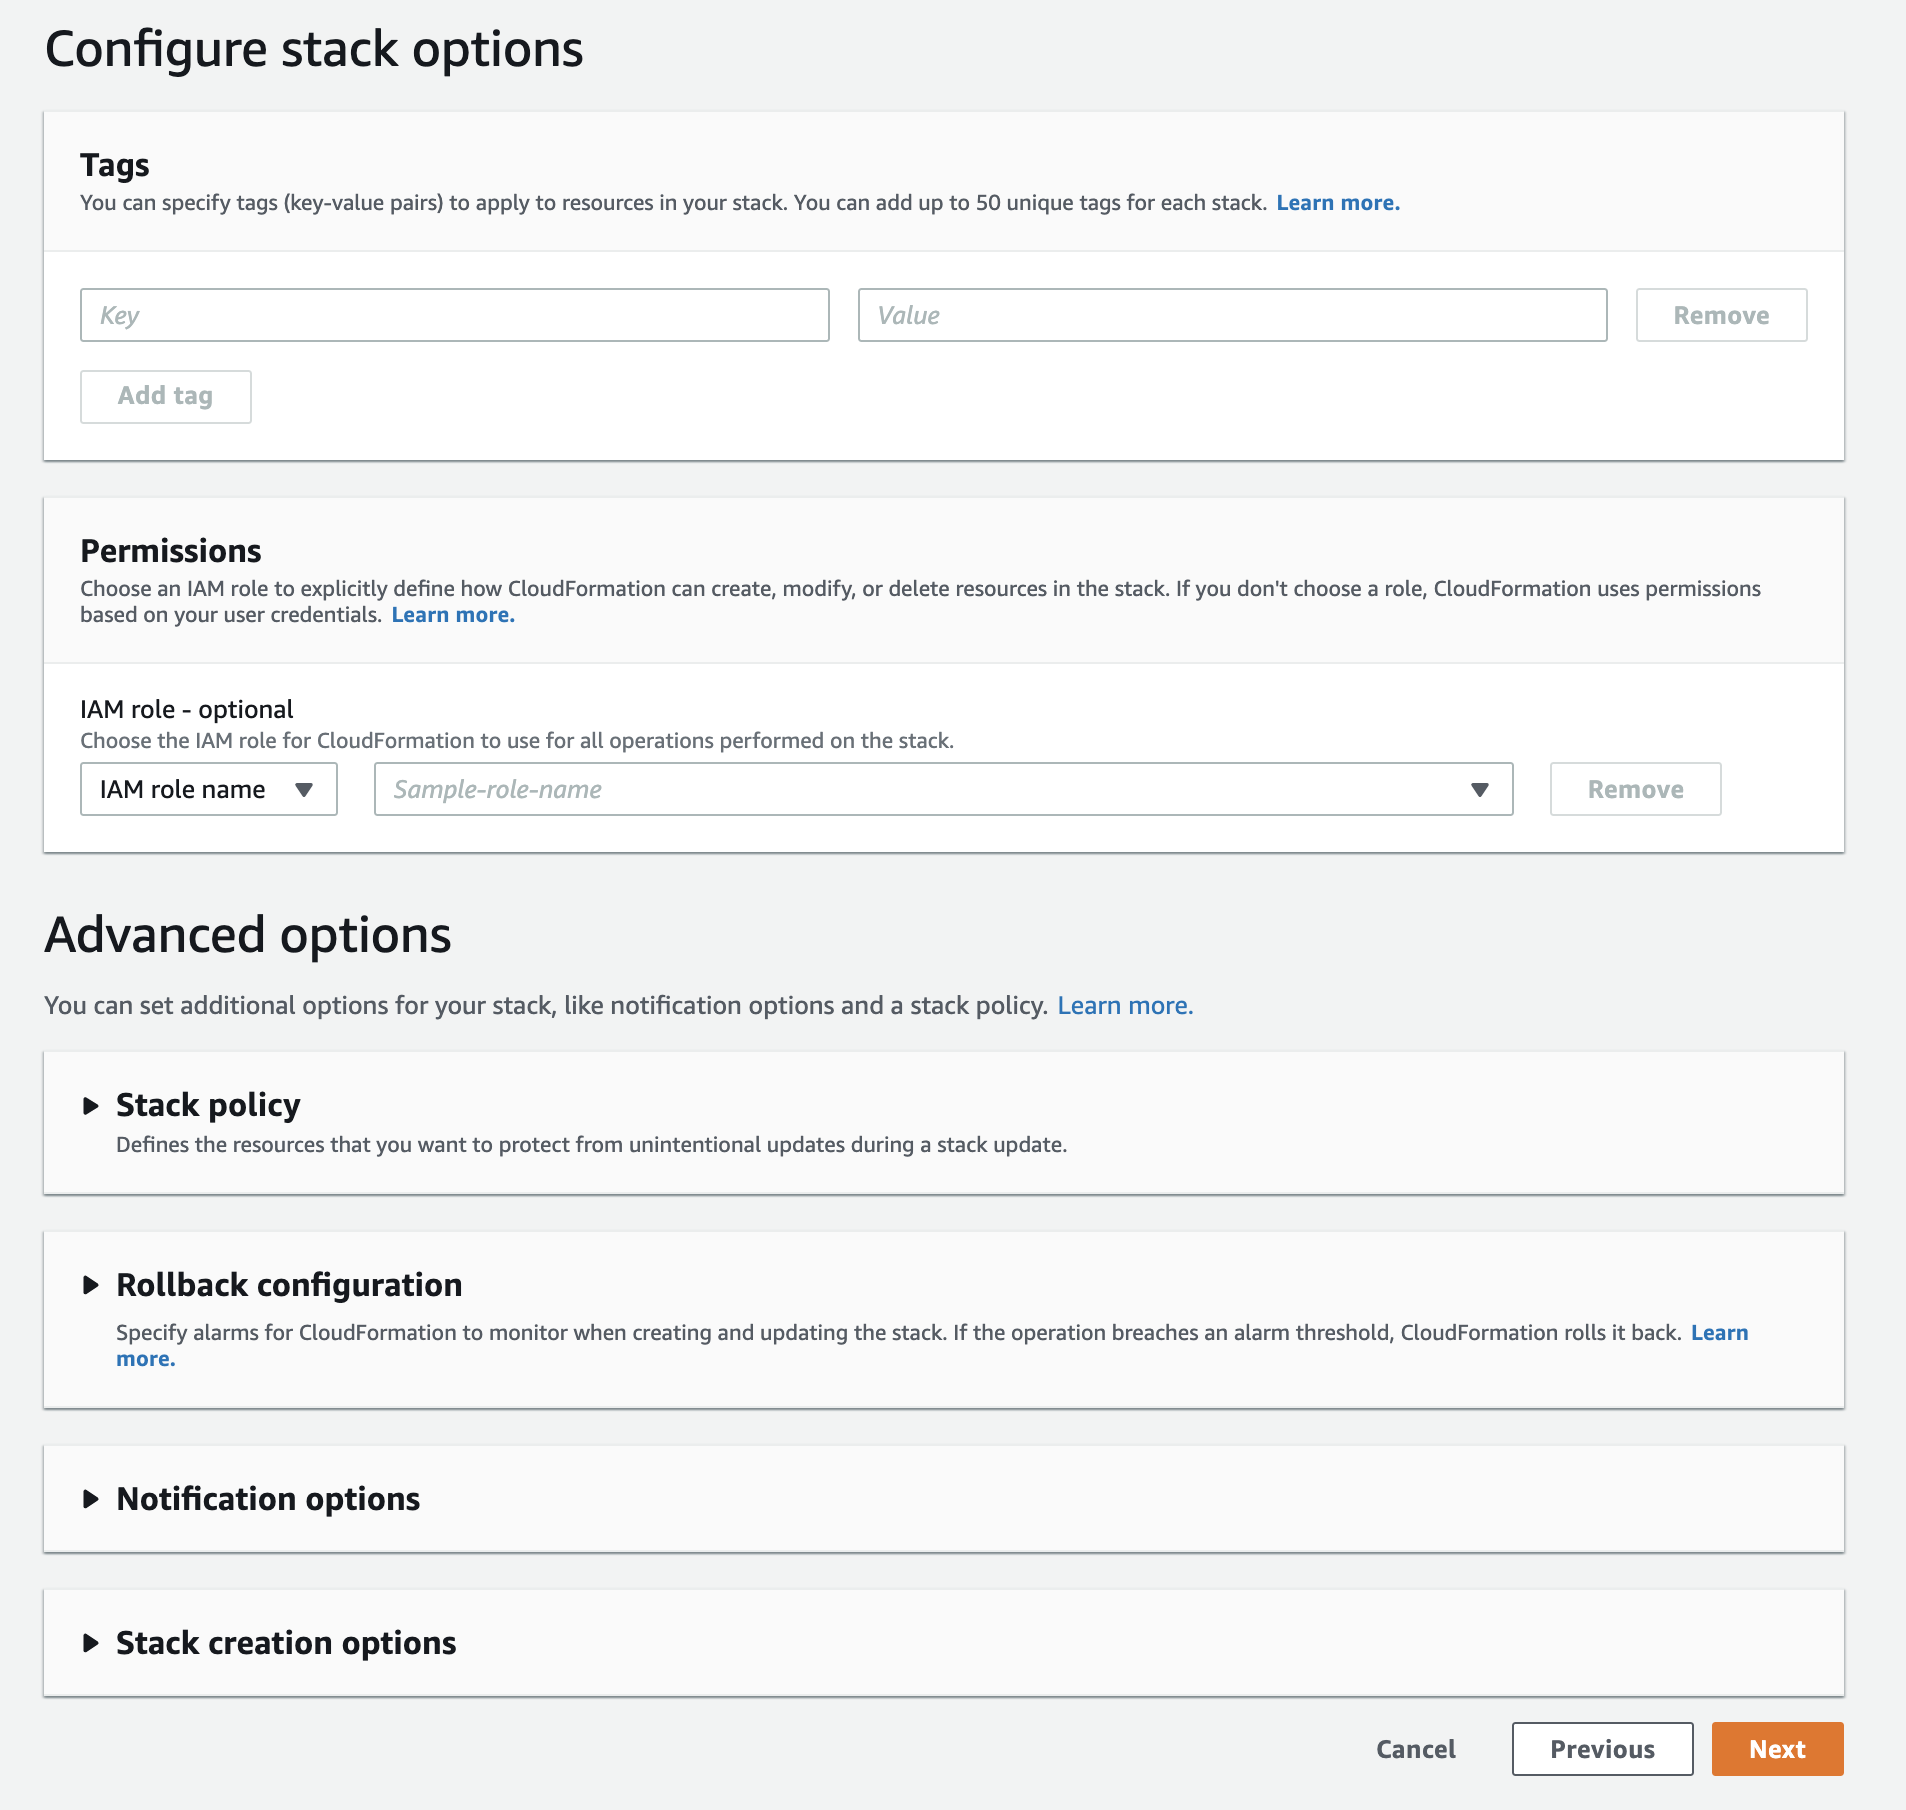 Configure stack options
Tags
You can specify tags (key-value pairs) to apply to resources in your stack. You can add up to 50 unique tags for each stack. Learn more.
Key
Value
Remove
Add tag
Permissions
Choose an IAM role to explicitly define how CloudFormation can create, modify, or delete resources in the stack. If you don't choose a role, CloudFormation uses permissions
based on your user credentials. Learn more.
IAM role - optional
Choose the IAM role for CloudFormation to use for all operations performed on the stack.
IAM role name
Sample-role-name
Remove
Advanced options
You can set additional options for your stack, like notification options and a stack policy. Learn more.
Stack policy
Defines the resources that you want to protect from unintentional updates during a stack update.
Rollback configuration
Specify alarms for CloudFormation to monitor when creating and updating the stack. If the operation breaches an alarm threshold, CloudFormation rolls it back. Learn
more.
Notification options
Stack creation options
Cancel
Previous
Next